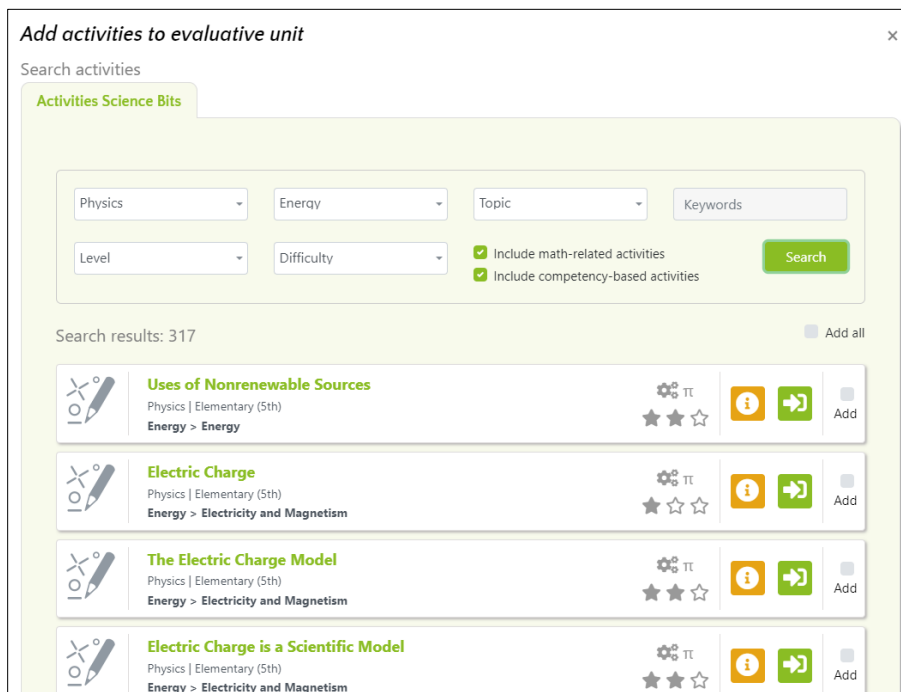 Add activities to evaluative unit
×
Search activities
Activities Science Bits
Physics
Energy
Topic
Keywords
Level
Difficulty
Include math-related activities
Include competency-based activities
Search
Search results: 317
Add all
Uses of Nonrenewable Sources
Physics | Elementary (5th)
Energy > Energy
π
Add
Electric Charge
Physics | Elementary (5th)
Energy > Electricity and Magnetism
π
Add
The Electric Charge Model
Physics | Elementary (5th)
Energy > Electricity and Magnetism
π
Add
Electric Charge is a Scientific Model
Physics | Elementary (5th)
Energy > Electricity and Magnetism
π
Add